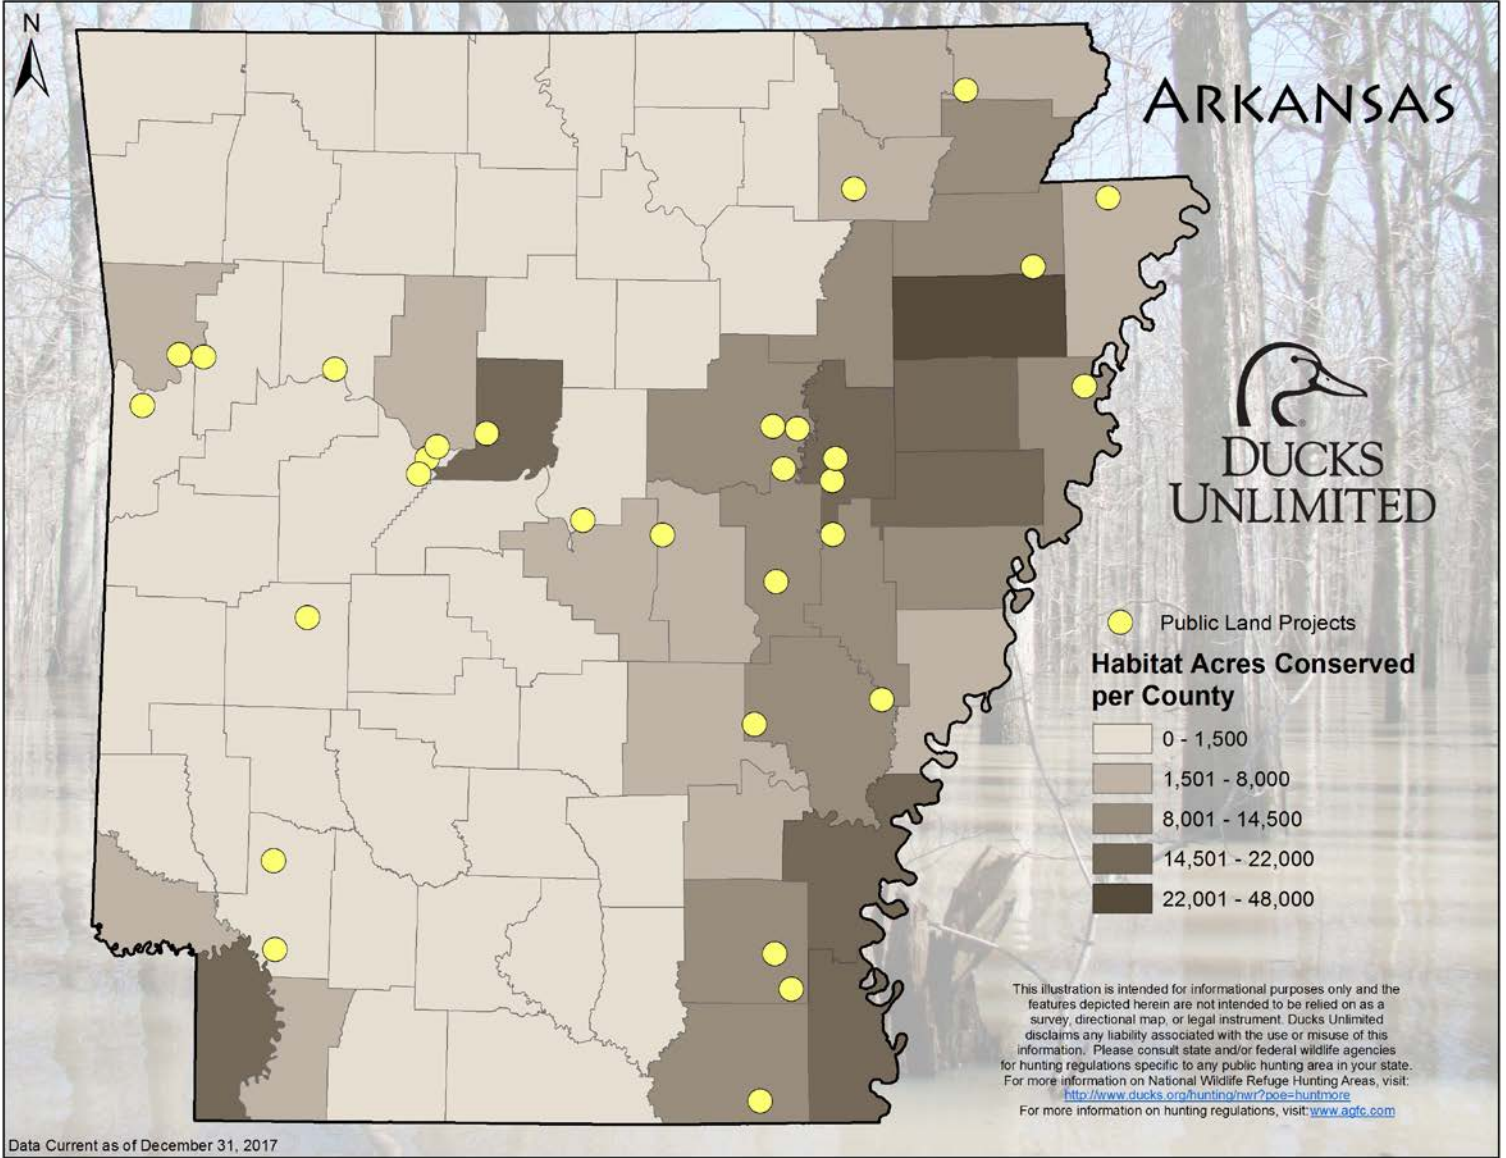 N
ARKANSAS
DUCKS
UNLIMITED
Public Land Projects
Habitat Acres Conserved
per County
0 - 1,500
1,501 - 8,000
8,001 - 14,500
14,501 - 22,000
22,001 - 48,000
This illustration is intended for informational purposes only and the
features depicted herein are not intended to be relied on as a
survey, directional map, or legal instrument. Ducks Unlimited
disclaims any liability associated with the use or misuse of this
information. Please consult state and/or federal wildlife agencies
for hunting regulations specific to any public hunting area in your state.
For more information on National Wildlife Refuge Hunting Areas, visit:
http://www.ducks.org/hunting/nwr?poe=huntmore
For more information on hunting regulations, visit: www.agfc.com
Data Current as of December 31, 2017